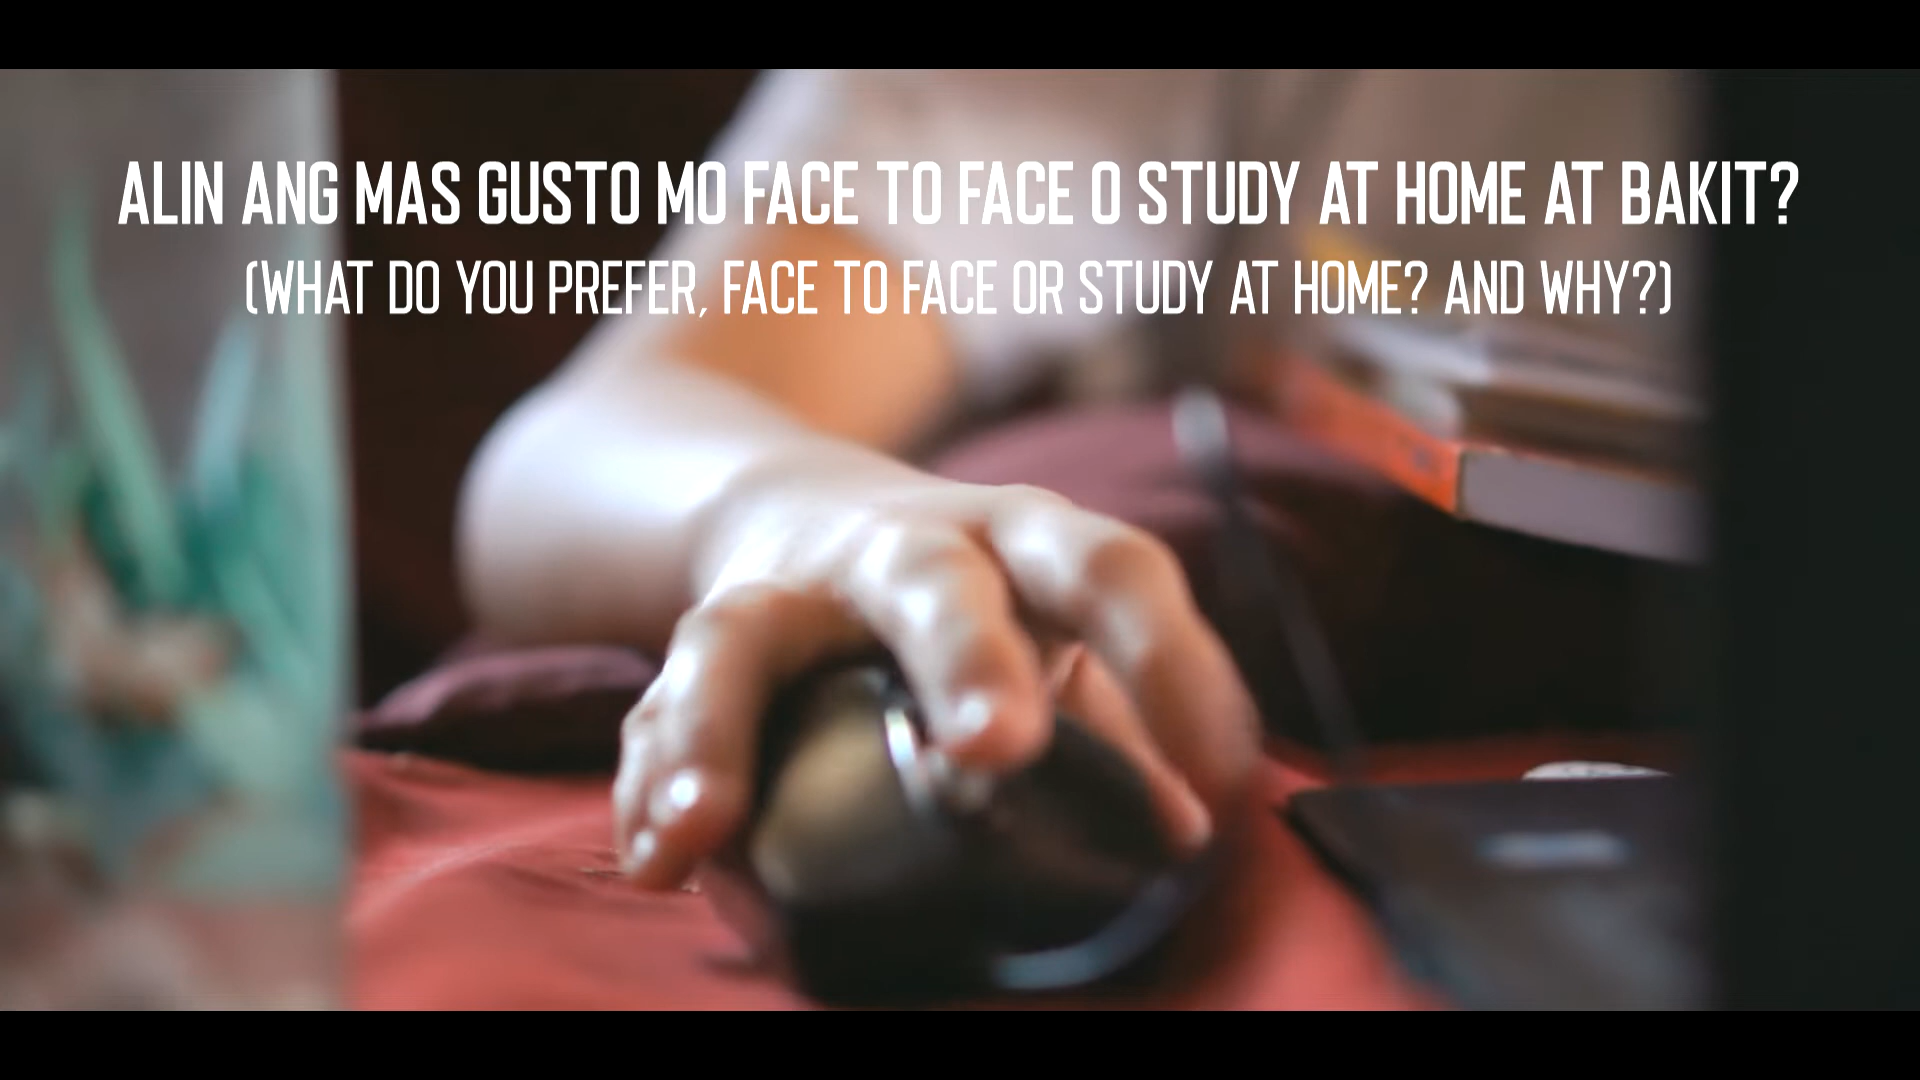 ALIN ANG MAS GUSTO MO FACE TO FACE O STUDY AT HOME AT BAKIT?
(WHAT DO YOU PREFER, FACE TO FACE OR STUDY AT HOME? AND WHY?)